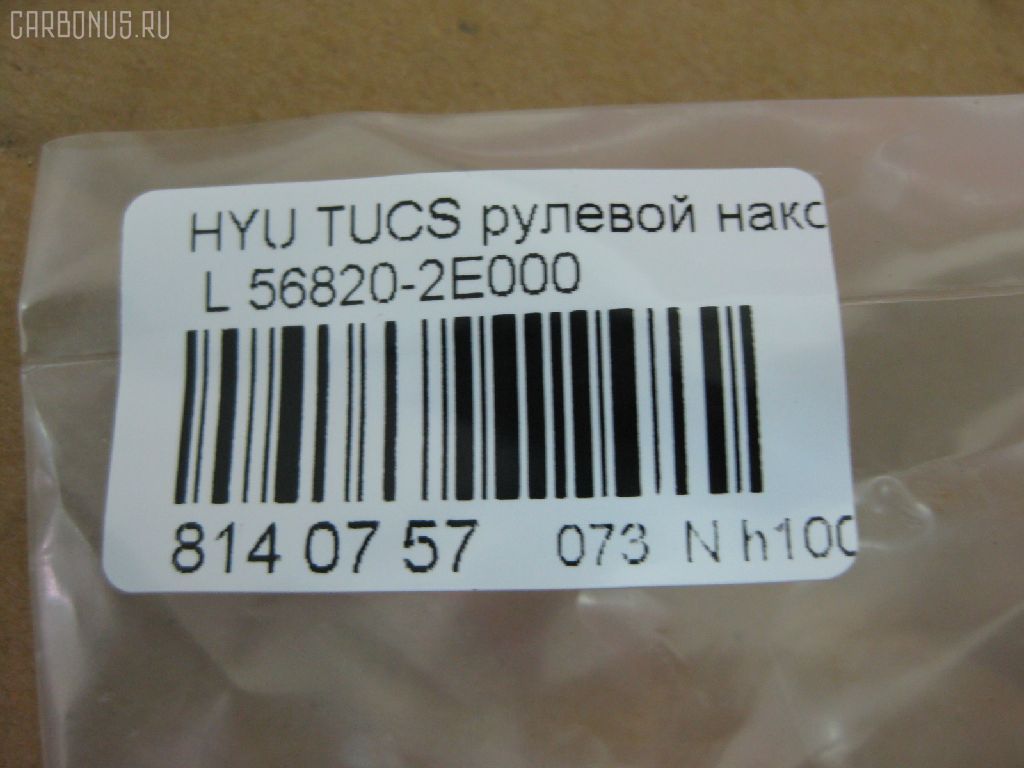 CARBONUS.RU
HYU TUCS рулевой нако
L 56820-2E000
814 07 57 073 N h100